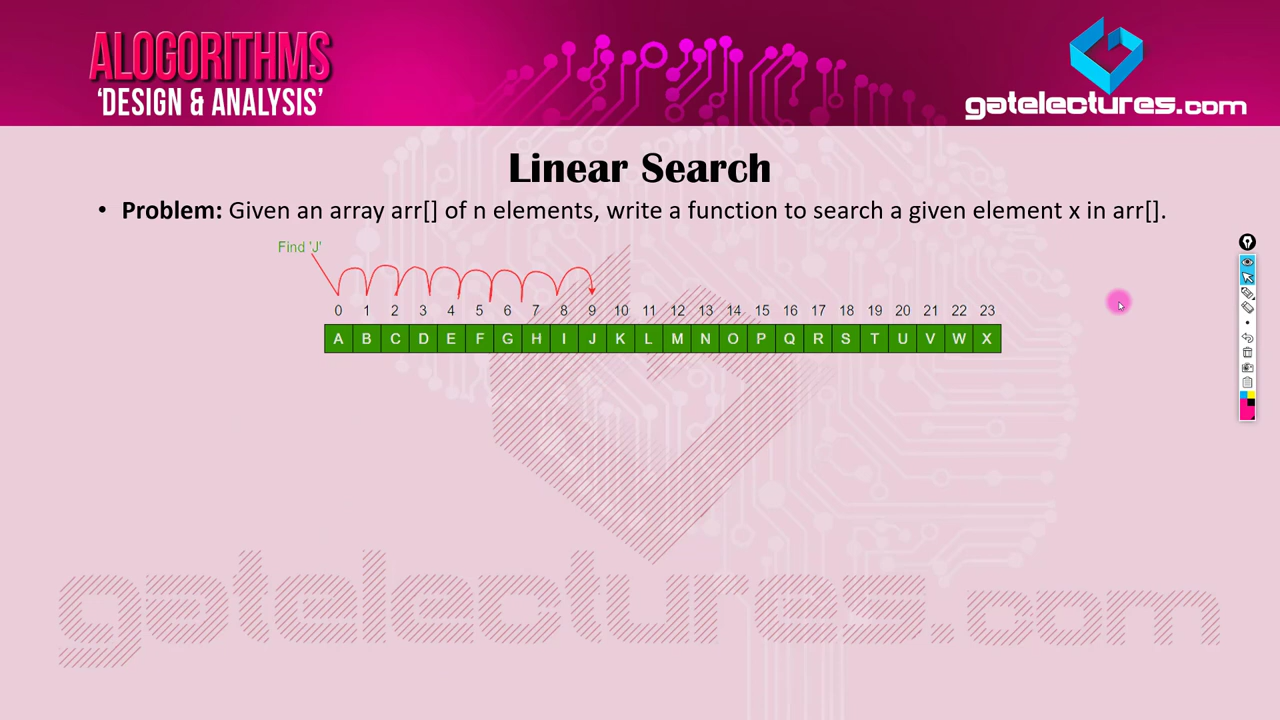 ALOGORITHMS
'DESIGN & ANALYSIS'
gatelectures.com
Linear Search
• Problem: Given an array arr[] of n elements, write a function to search a given element x in arr[].
Find 'J'
0 1 2 3 4 5 6 7 8 9 10 11 12 13 14 15 16 17 18 19 20 21 22 23
A B C D E F G H I J K L M N O P Q R S T U V W X
gatelectures.com